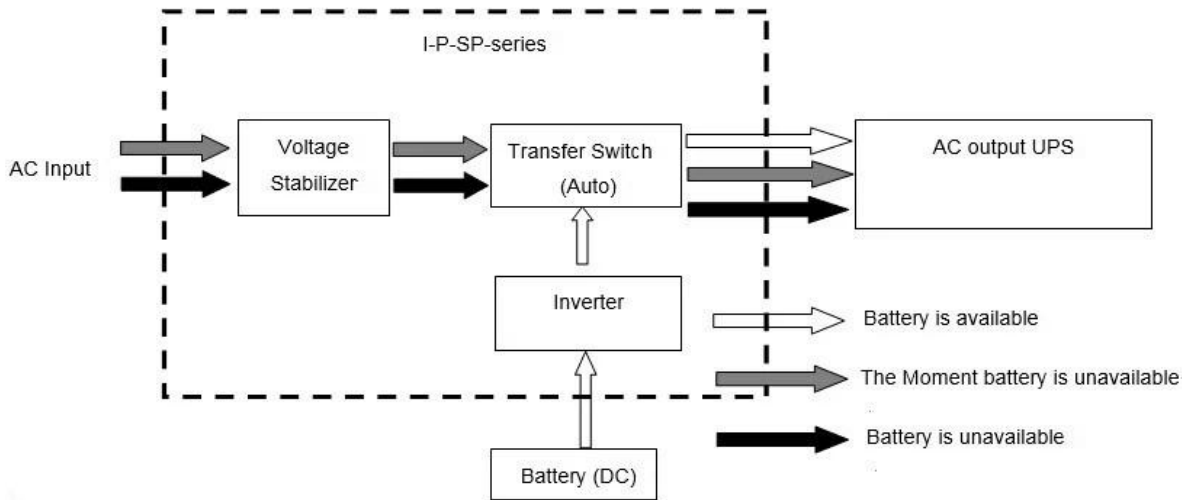 I-P-SP-series
AC Input
Voltage
Stabilizer
Transfer Switch
(Auto)
AC output UPS
Inverter
Battery (DC)
Battery is available
The Moment battery is unavailable
Battery is unavailable